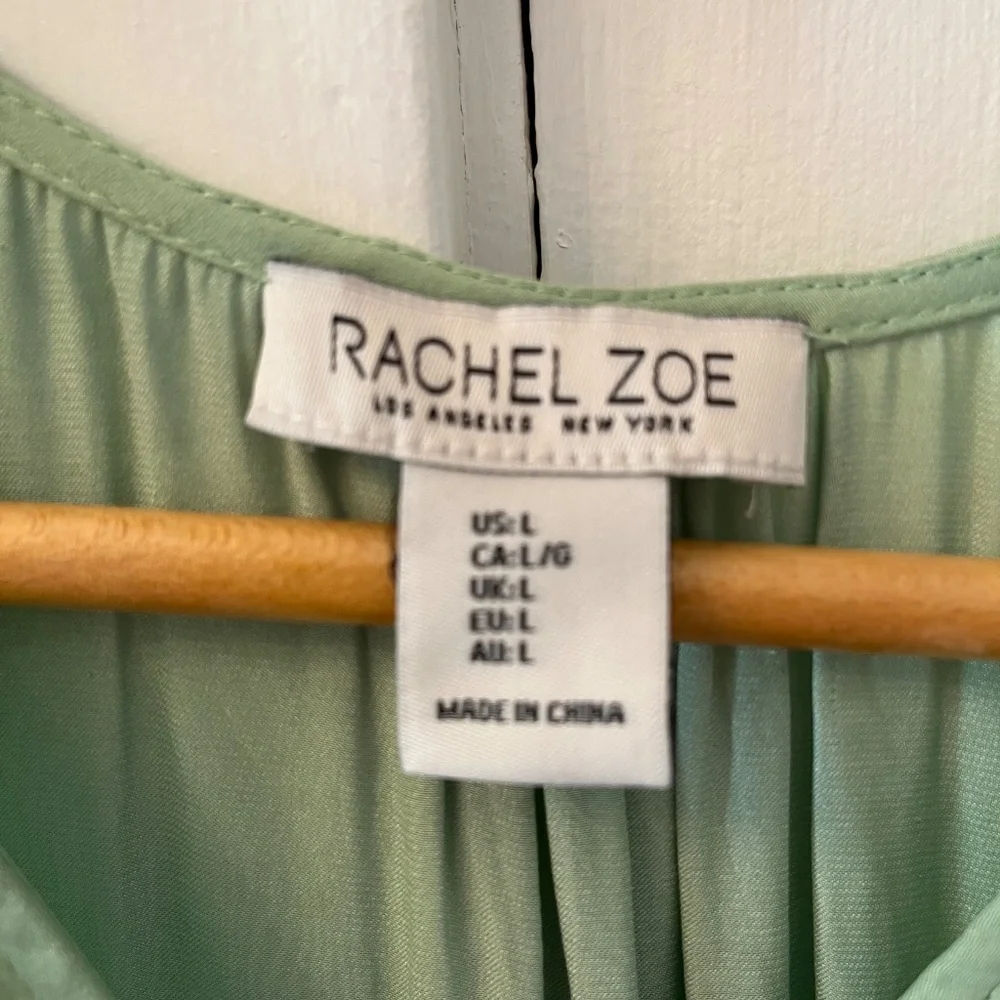 RACHEL ZOE
LOS ANGELES NEW YORK
US: L
CA: L/G
UK: L
EU: L
AU: L
MADE IN CHINA